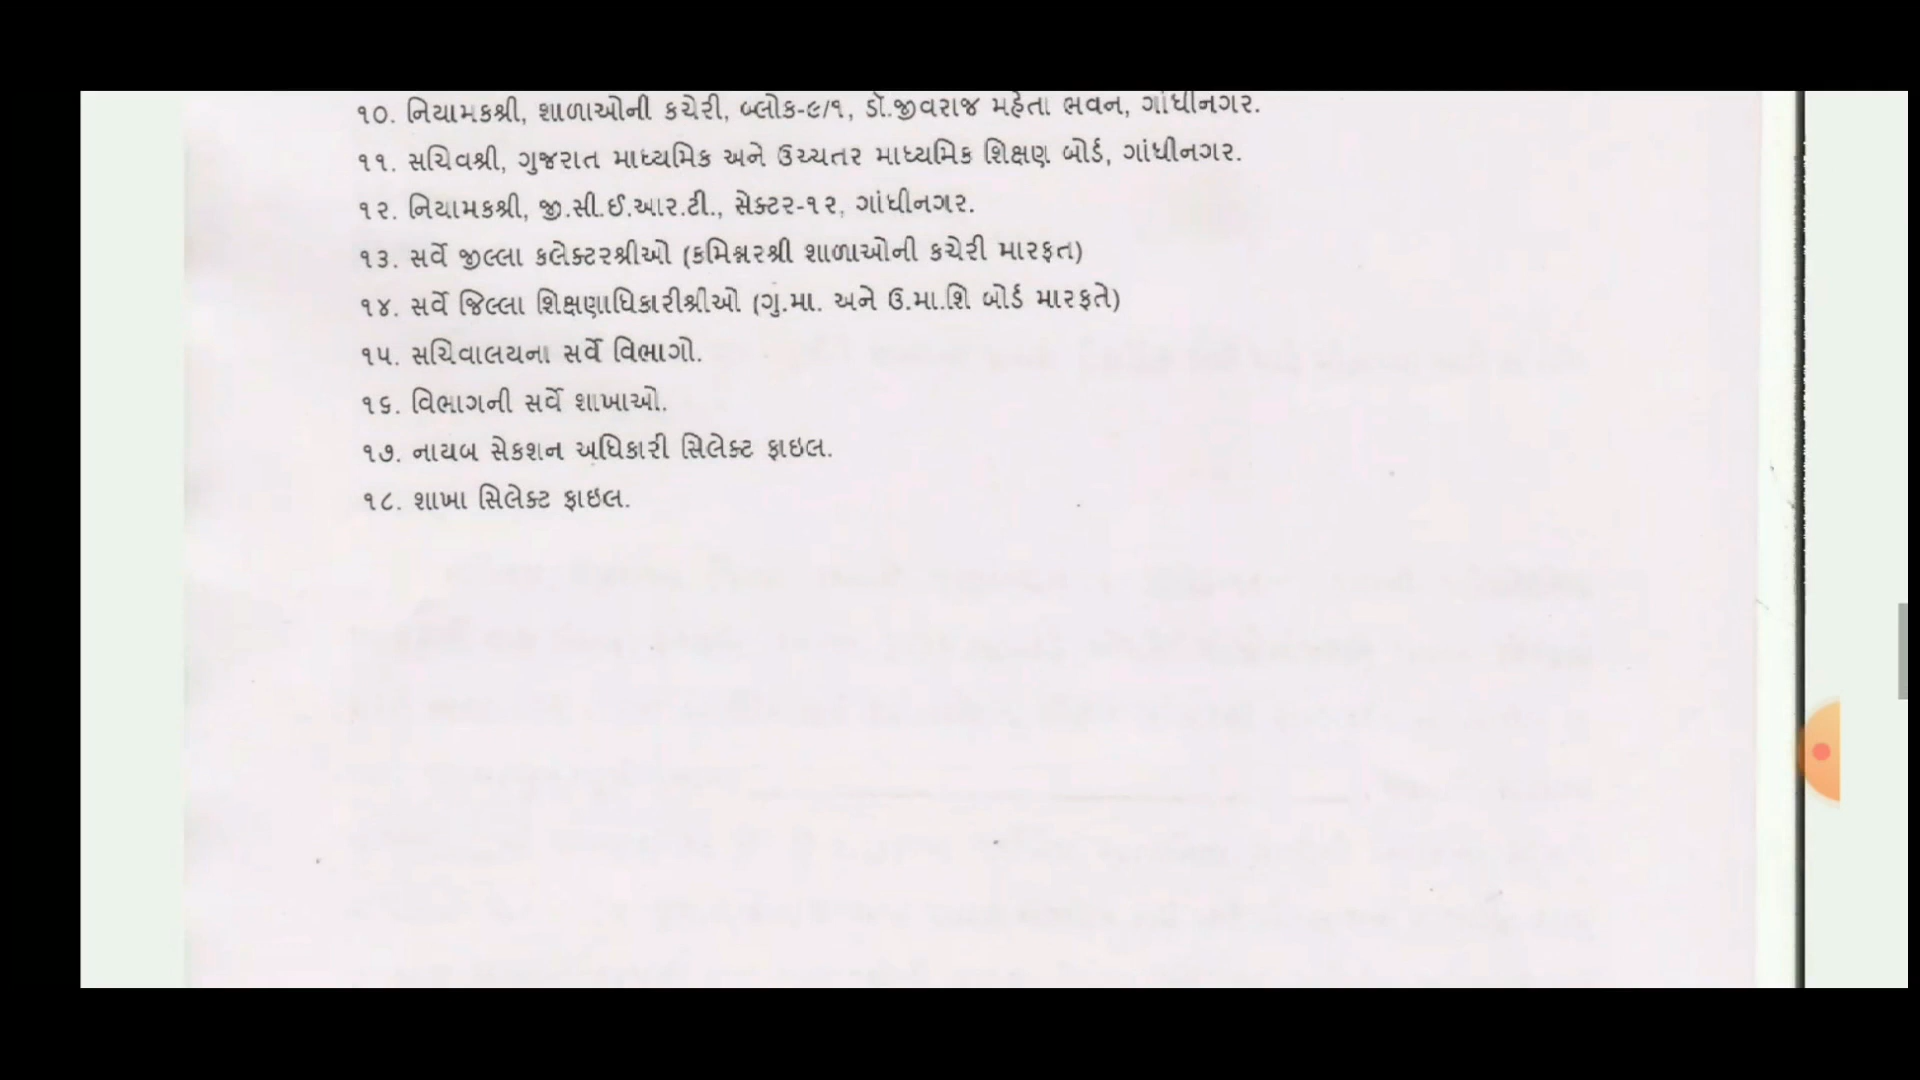 ૧૦. નિયામકશ્રી, શાળાઓની કચેરી, બ્લોક-૯/૧, ડૉ.જીવરાજ મહેતા ભવન, ગાંધીનગર.
૧૧. સચિવશ્રી, ગુજરાત માધ્યમિક અને ઉચ્ચતર માધ્યમિક શિક્ષણ બોર્ડ, ગાંધીનગર.
૧૨. નિયામકશ્રી, જી.સી.ઈ.આર.ટી., સેક્ટર-૧૨, ગાંધીનગર.
૧૩. સર્વે જીલ્લા કલેક્ટરશ્રીઓ (કમિશ્નરશ્રી શાળાઓની કચેરી મારફત)
૧૪. સર્વે જિલ્લા શિક્ષણાધિકારીશ્રીઓ (ગુ.મા. અને ઉ.મા.શિ બોર્ડ મારફતે)
૧૫. સચિવાલયના સર્વે વિભાગો.
૧૬. વિભાગની સર્વે શાખાઓ.
૧૭. નાયબ સેકશન અધિકારી સિલેક્ટ ફાઇલ.
૧૮. શાખા સિલેક્ટ ફાઇલ.